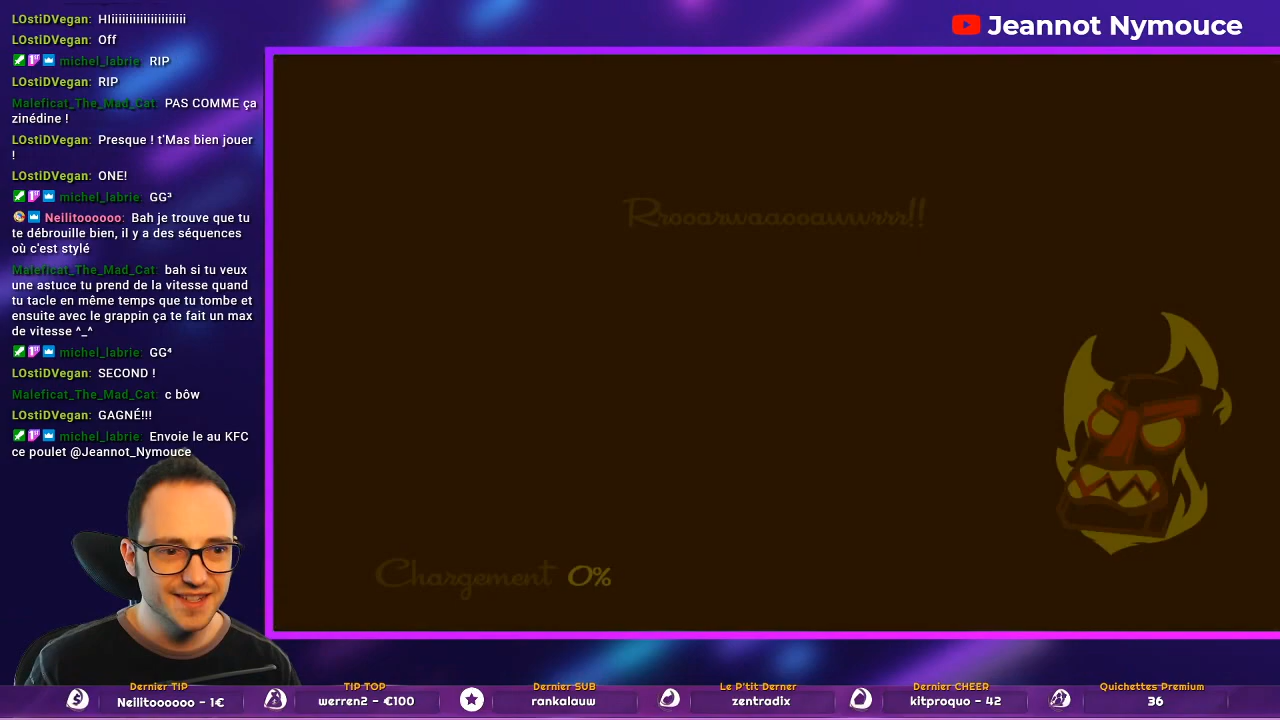 LOstiDVegan: HIiiiiiiiiiiiiiiiiiiii
LOstiDVegan: Off
michel_labrie: RIP
LOstiDVegan: RIP
Maleficat_The_Mad_Cat: PAS COMME ça
zinédine !
LOstiDVegan: Presque ! t'Mas bien jouer
!
LOstiDVegan: ONE!
michel_labrie: GG³
Neilitoooooo: Bah je trouve que tu
te débrouille bien, il y a des séquences
où c'est stylé
Maleficat_The_Mad_Cat: bah si tu veux
une astuce tu prend de la vitesse quand
tu tacle en même temps que tu tombe et
ensuite avec le grappin ça te fait un max
de vitesse ^_^
michel_labrie: GG⁴
LOstiDVegan: SECOND !
Maleficat_The_Mad_Cat: c bôw
LOstiDVegan: GAGNÉ!!!
michel_labrie: Envoie le au KFC
ce poulet @Jeannot_Nymouce
Jeannot Nymouce
Rrooarwaaooawwrrr!!
Chargement 0%
Dernier TIP
Neilitoooooo - 1€
TIP TOP
werren2 - €100
Dernier SUB
rankalauw
Le P'tit Derner
zentradix
Dernier CHEER
kitproquo - 42
Quichettes Premium
36